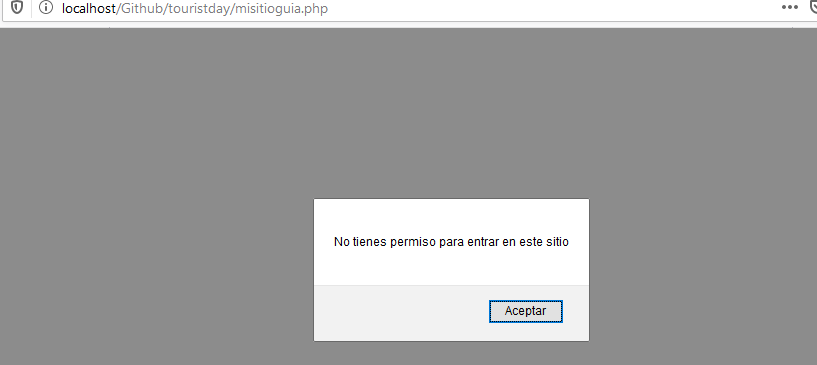 localhost/Github/touristday/misitioguia.php
No tienes permiso para entrar en este sitio
Aceptar